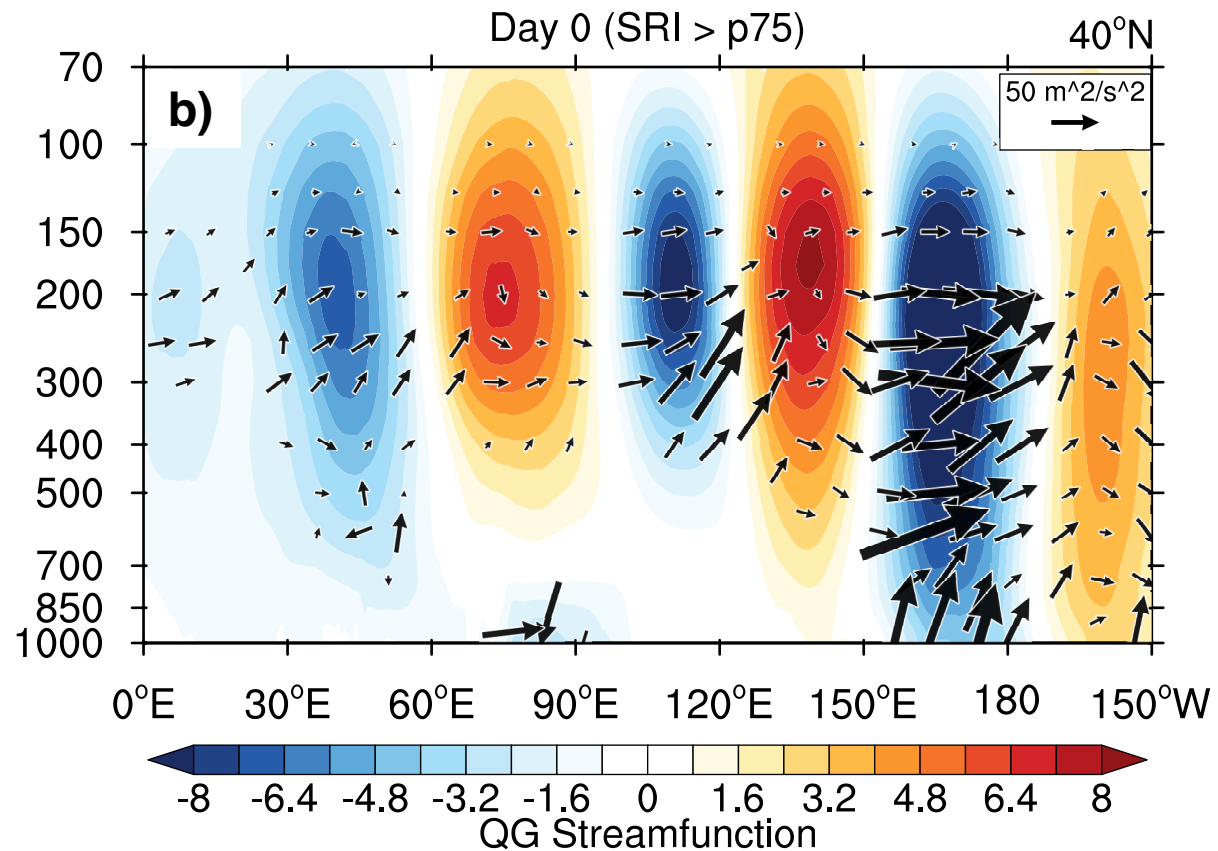 Day 0 (SRI > p75)
40°N
b)
50 m^2/s^2
70
100
150
200
300
400
500
700
850
1000
0°E 30°E 60°E 90°E 120°E 150°E 180 150°W
-8 -6.4 -4.8 -3.2 -1.6 0 1.6 3.2 4.8 6.4 8
QG Streamfunction